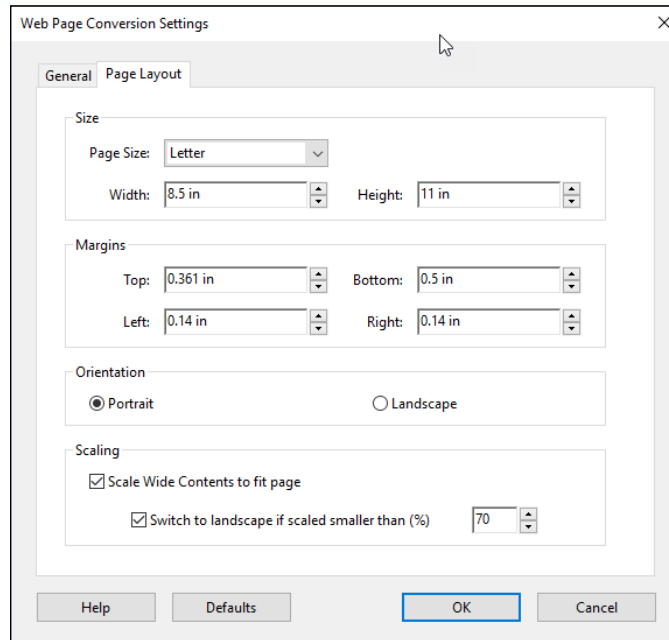 Web Page Conversion Settings
General Page Layout
Size
Page Size: Letter
Width: 8.5 in Height: 11 in
Margins
Top: 0.361 in Bottom: 0.5 in
Left: 0.14 in Right: 0.14 in
Orientation
Portrait Landscape
Scaling
Scale Wide Contents to fit page
Switch to landscape if scaled smaller than (%) 70
Help Defaults OK Cancel